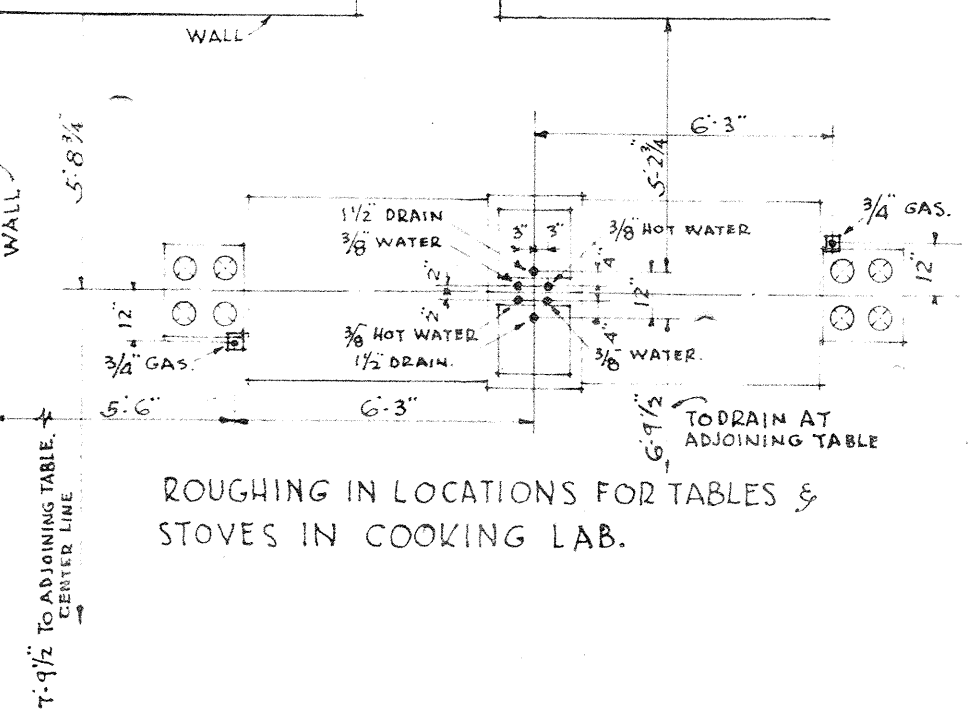 WALL
WALL
5'-8 3/4"
6'-3"
5'-2 3/4"
3/4" GAS.
1 1/2" DRAIN
3/8" WATER
3" 3"
3/8" HOT WATER
4"
2"
2"
12"
4"
12"
12"
3/4" GAS.
3/8" HOT WATER
1 1/2" DRAIN.
3/8" WATER.
5'-6"
6'-3"
6'-9 1/2"
TO DRAIN AT
ADJOINING TABLE
7'-9 1/2" TO ADJOINING TABLE.
CENTER LINE
ROUGHING IN LOCATIONS FOR TABLES &
STOVES IN COOKING LAB.